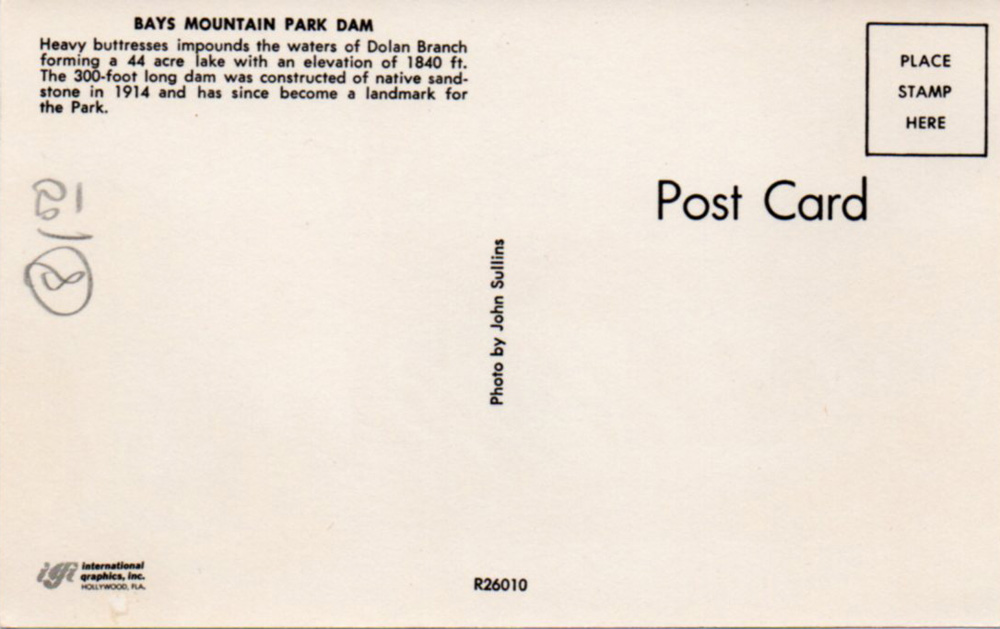 BAYS MOUNTAIN PARK DAM
Heavy buttresses impounds the waters of Dolan Branch
forming a 44 acre lake with an elevation of 1840 ft.
The 300-foot long dam was constructed of native sand-
stone in 1914 and has since become a landmark for
the Park.
PLACE
STAMP
HERE
Post Card
Photo by John Sullins
8
igi
international
graphics, inc.
HOLLYWOOD, FLA.
R26010